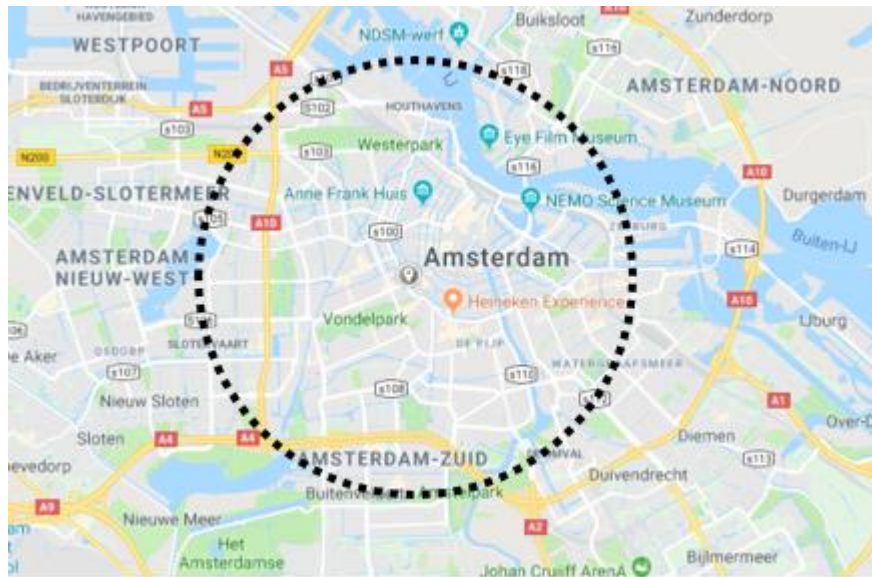 HAVENGEBIED
Buiksloot
Zunderdorp
WESTPOORT
NDSM-werf
s116
A5
s118
BEDRIJVENTERREIN
SLOTERDIJK
AMSTERDAM-NOORD
A5
S102
HOUTHAVENS
s103
N200
s103
Westerpark
Eye Film Museum
s116
A10
ENVELD-SLOTERMEER
Anne Frank Huis
NEMO Science Museum
Durgerdam
A10
s100
s114
Buiten-IJ
AMSTERDAM
NIEUW-WEST
Amsterdam
A10
Heineken Experience
IJburg
Vondelpark
SLOTERVAART
DE PIJP
e Aker
OSDORP
s107
WATERGRAAFSMEER
s110
s108
Nieuw Sloten
A1
Sloten
A4
A4
Over-D
Diemen
AMSTERDAM-ZUID
s113
evedorp
Duivendrecht
A9
Nieuwe Meer
A2
Het
Amsterdamse
Bijlmermeer
Johan Cruijff ArenA